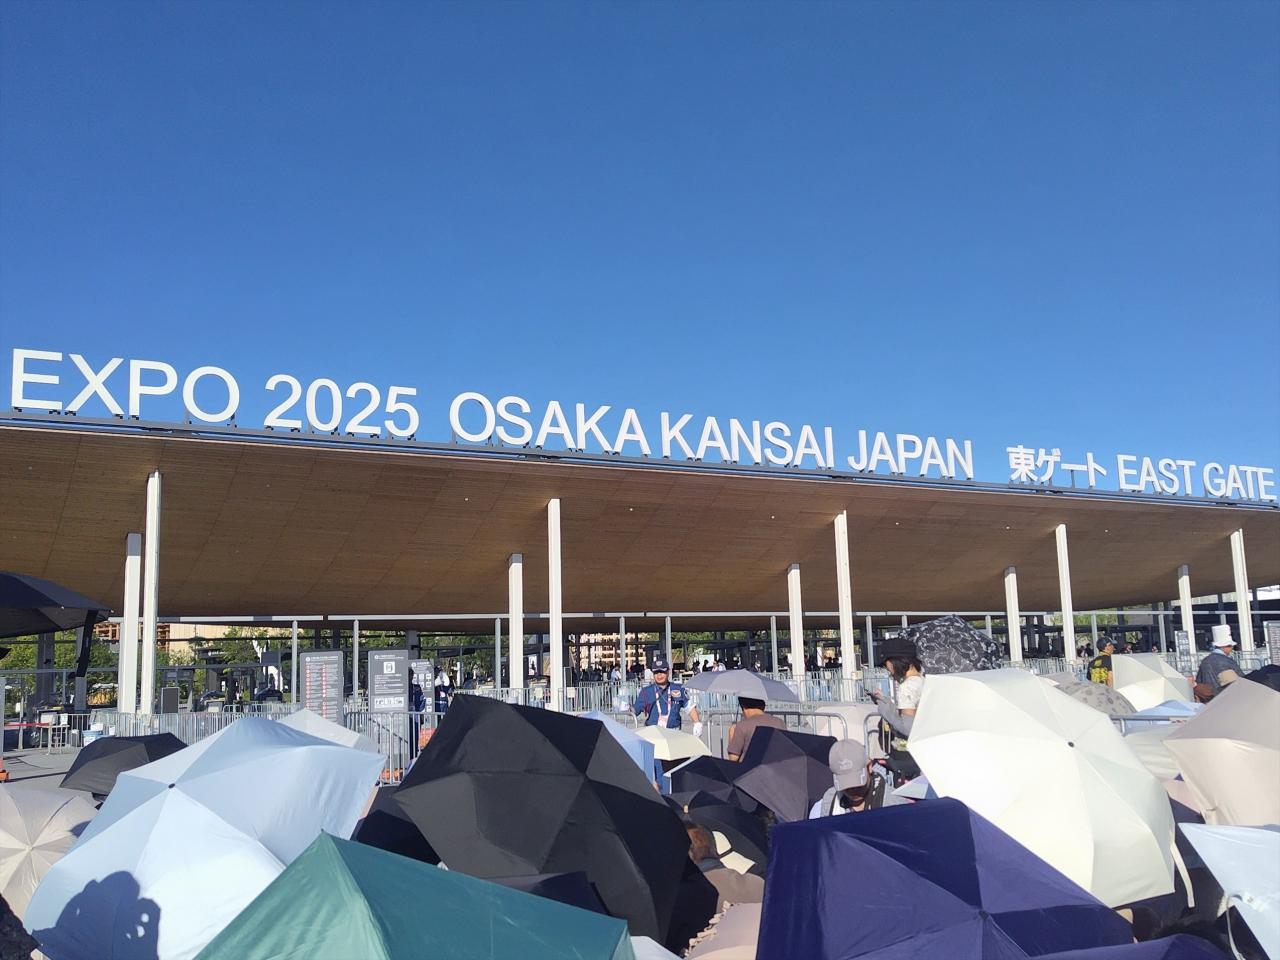 EXPO 2025 OSAKA KANSAI JAPAN 東ゲート EAST GATE